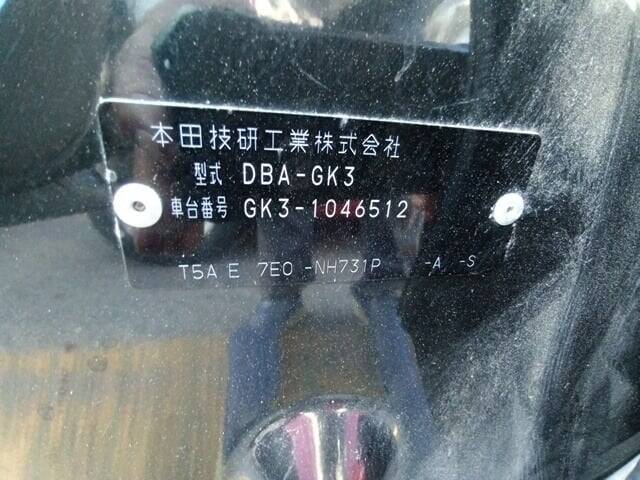 本田技研工業株式会社
型式 DBA-GK3
車台番号 GK3-1046512
T5A E 7E0 -NH731P -A -S